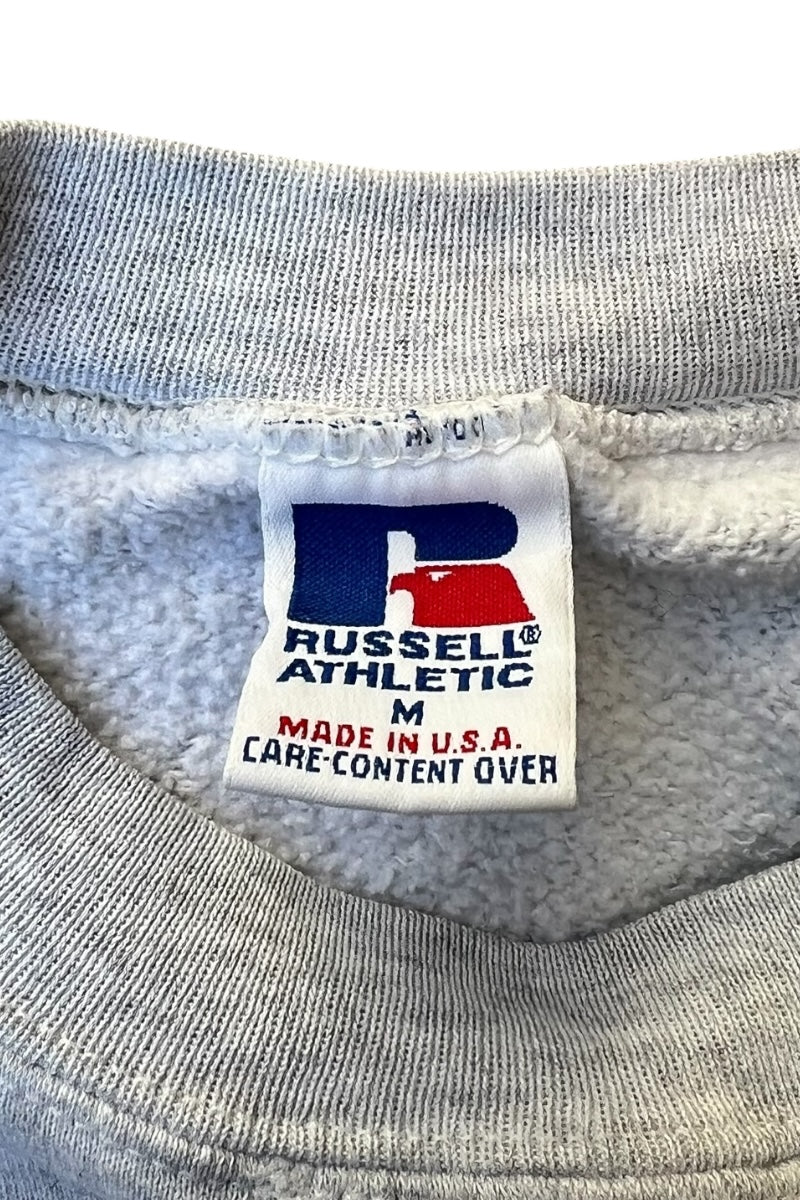 RUSSELL®
ATHLETIC
M
MADE IN U.S.A.
CARE-CONTENT OVER